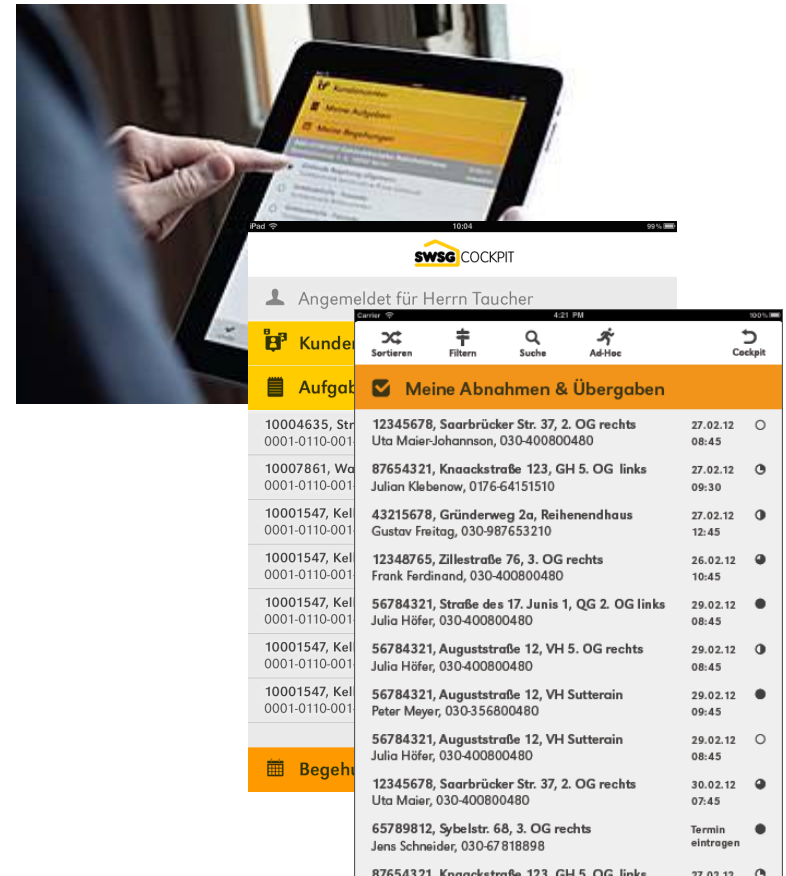 Kundencenter
Meine Aufgaben
Meine Begehungen
iPad 10:04 99%
SWSG COCKPIT
Angemeldet für Herrn Taucher
Kunde
Aufgab
10004635, Str
0001-0110-001
10007861, Wa
0001-0110-001
10001547, Kel
0001-0110-001
10001547, Kel
0001-0110-001
10001547, Kel
0001-0110-001
10001547, Kel
0001-0110-001
10001547, Kel
0001-0110-001
Begehu
Carrier 4:21 PM 100%
Sortieren Filtern Suche Ad-Hoc Cockpit
Meine Abnahmen & Übergaben
12345678, Saarbrücker Str. 37, 2. OG rechts 27.02.12
Uta Maier-Johannson, 030-400800480 08:45
87654321, Knaackstraße 123, GH 5. OG links 27.02.12
Julian Klebenow, 0176-64151510 09:30
43215678, Gründerweg 2a, Reihenendhaus 27.02.12
Gustav Freitag, 030-987653210 12:45
12348765, Zillestraße 76, 3. OG rechts 26.02.12
Frank Ferdinand, 030-400800480 10:45
56784321, Straße des 17. Junis 1, QG 2. OG links 29.02.12
Julia Höfer, 030-400800480 08:45
56784321, Auguststraße 12, VH 5. OG rechts 29.02.12
Julia Höfer, 030-400800480 08:45
56784321, Auguststraße 12, VH Sutterain 29.02.12
Peter Meyer, 030-356800480 09:45
56784321, Auguststraße 12, VH Sutterain 29.02.12
Julia Höfer, 030-400800480 08:45
12345678, Saarbrücker Str. 37, 2. OG rechts 30.02.12
Uta Maier, 030-400800480 07:45
65789812, Sybelstr. 68, 3. OG rechts Termin
Jens Schneider, 030-67818898 eintragen
87654321, Knaackstraße 123, GH 5. OG links 27.02.12